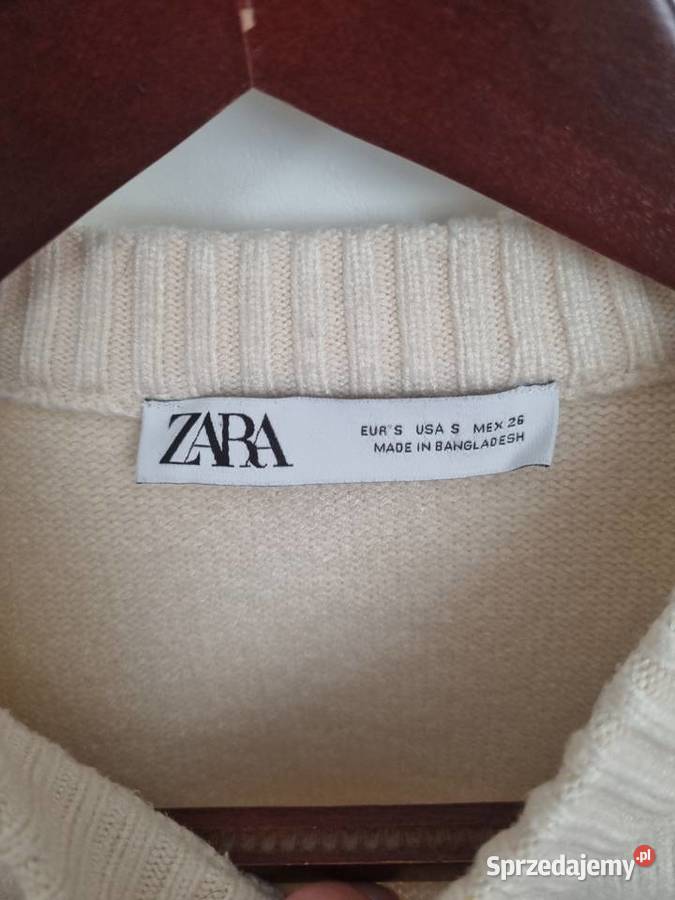 ZARA
EUR S USA S MEX 26
MADE IN BANGLADESH
Sprzedajemy.pl